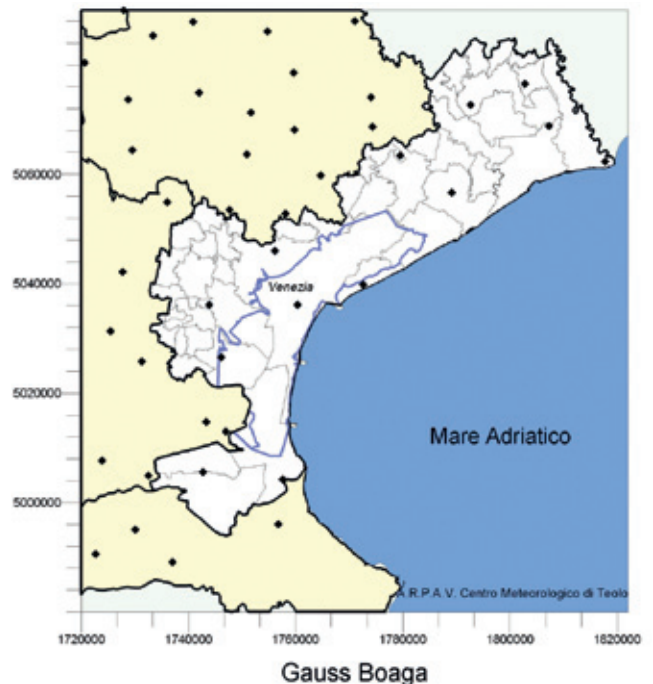 5060000
5040000
Venezia
5020000
Mare Adriatico
5000000
A.R.P.A.V. Centro Meteorologico di Teolo
1720000 1740000 1760000 1780000 1800000 1820000
Gauss Boaga